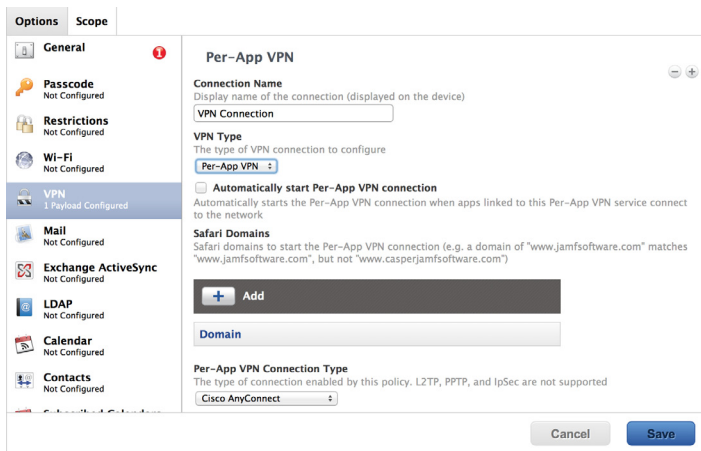 Options Scope
General
Passcode
Not Configured
Restrictions
Not Configured
Wi-Fi
Not Configured
VPN
1 Payload Configured
Mail
Not Configured
Exchange ActiveSync
Not Configured
LDAP
Not Configured
Calendar
Not Configured
Contacts
Not Configured
Subscribed Calendars
Per-App VPN
Connection Name
Display name of the connection (displayed on the device)
VPN Connection
VPN Type
The type of VPN connection to configure
Per-App VPN
Automatically start Per-App VPN connection
Automatically starts the Per-App VPN connection when apps linked to this Per-App VPN service connect
to the network
Safari Domains
Safari domains to start the Per-App VPN connection (e.g. a domain of "www.jamfsoftware.com" matches
"www.jamfsoftware.com", but not "www.casperjamfsoftware.com")
+ Add
Domain
Per-App VPN Connection Type
The type of connection enabled by this policy. L2TP, PPTP, and IpSec are not supported
Cisco AnyConnect
Cancel Save